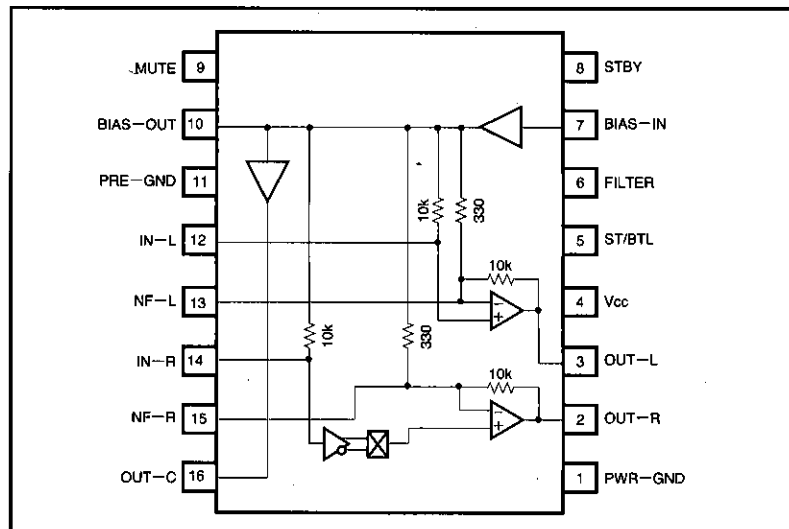 MUTE 9
8 STBY
BIAS-OUT 10
7 BIAS-IN
PRE-GND 11
6 FILTER
10k
330
IN-L 12
5 ST/BTL
10k
NF-L 13
4 Vcc
-
+
10k
330
IN-R 14
3 OUT-L
10k
NF-R 15
2 OUT-R
-
+
OUT-C 16
1 PWR-GND